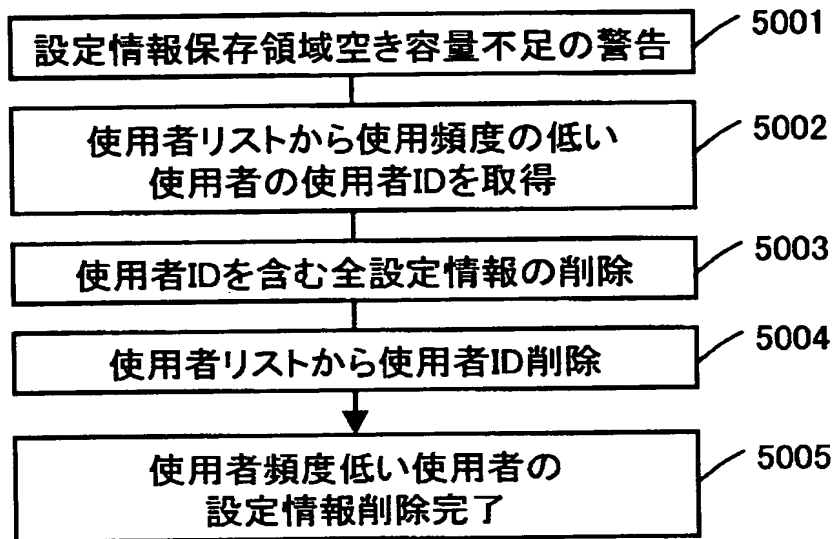 設定情報保存領域空き容量不足の警告
5001
使用者リストから使用頻度の低い
使用者の使用者IDを取得
5002
使用者IDを含む全設定情報の削除
5003
使用者リストから使用者ID削除
5004
使用者頻度低い使用者の
設定情報削除完了
5005